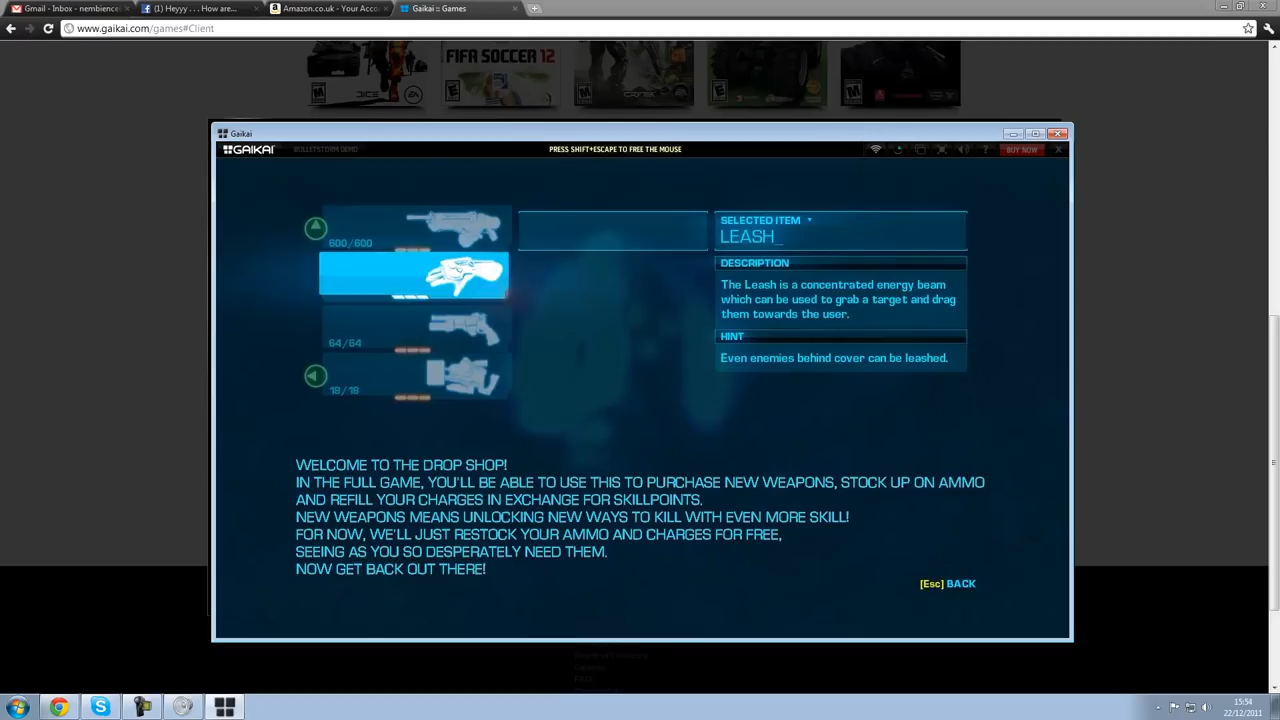 Gmail - Inbox - nembience
(1) Heyyy ... How are...
Amazon.co.uk - Your Acco
Gaikai :: Games
www.gaikai.com/games#Client
DICE
EA
FIFA SOCCER 12
CRYSIS
Gaikai
GAIKAI
BULLETSTORM DEMO
PRESS SHIFT+ESCAPE TO FREE THE MOUSE
BUY NOW
600/600
64/64
18/18
SELECTED ITEM
LEASH_
DESCRIPTION
The Leash is a concentrated energy beam
which can be used to grab a target and drag
them towards the user.
HINT
Even enemies behind cover can be leashed.
WELCOME TO THE DROP SHOP!
IN THE FULL GAME, YOU'LL BE ABLE TO USE THIS TO PURCHASE NEW WEAPONS, STOCK UP ON AMMO
AND REFILL YOUR CHARGES IN EXCHANGE FOR SKILLPOINTS.
NEW WEAPONS MEANS UNLOCKING NEW WAYS TO KILL WITH EVEN MORE SKILL!
FOR NOW, WE'LL JUST RESTOCK YOUR AMMO AND CHARGES FOR FREE,
SEEING AS YOU SO DESPERATELY NEED THEM.
NOW GET BACK OUT THERE!
[Esc] BACK
15:54
22/12/2011